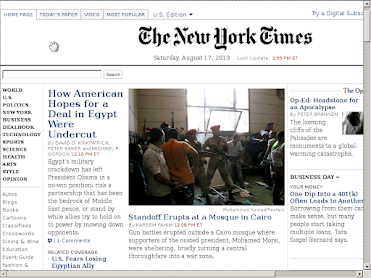 HOME PAGE TODAY'S PAPER VIDEO MOST POPULAR U.S. Edition
Try a Digital Subsc
The New York Times
Saturday, August 17, 2013 Last Update: 2:55 PM ET
Search
WORLD
U.S.
POLITICS
NEW YORK
BUSINESS
DEALBOOK
TECHNOLOGY
SPORTS
SCIENCE
HEALTH
ARTS
STYLE
OPINION
Autos
Blogs
Books
Cartoons
Classifieds
Crosswords
Dining & Wine
Education
Event Guide
Fashion &
How American
Hopes for a
Deal in Egypt
Were
Undercut
By DAVID D. KIRKPATRICK,
PETER BAKER and MICHAEL R.
GORDON 12:18 PM ET
Egypt's military
crackdown has left
President Obama in a
no-win position: risk a
partnership that has been
the bedrock of Middle
East peace, or stand by
while allies try to hold on
to power by mowing down
opponents.
11 Comments
RELATED COVERAGE
U.S. Fears Losing
Egyptian Ally
Muhammad Hamed/Reuters
Standoff Erupts at a Mosque in Cairo
By KAREEM FAHIM 12:08 PM ET
Gun battles erupted outside a Cairo mosque where
supporters of the ousted president, Mohamed Morsi,
were sheltering, briefly turning a central
thoroughfare into a war zone.
The Op
Op-Ed: Headstone for
an Apocalypse
By PETER BRANNEN
The looming
cliffs of the
Palisades are
monuments to a global-
warming catastrophe.
BUSINESS DAY »
YOUR MONEY
One Dip Into a 401(k)
Often Leads to Another
Borrowing from them can
make sense, but many
people start taking
multiple loans, Tara
Siegel Bernard says.